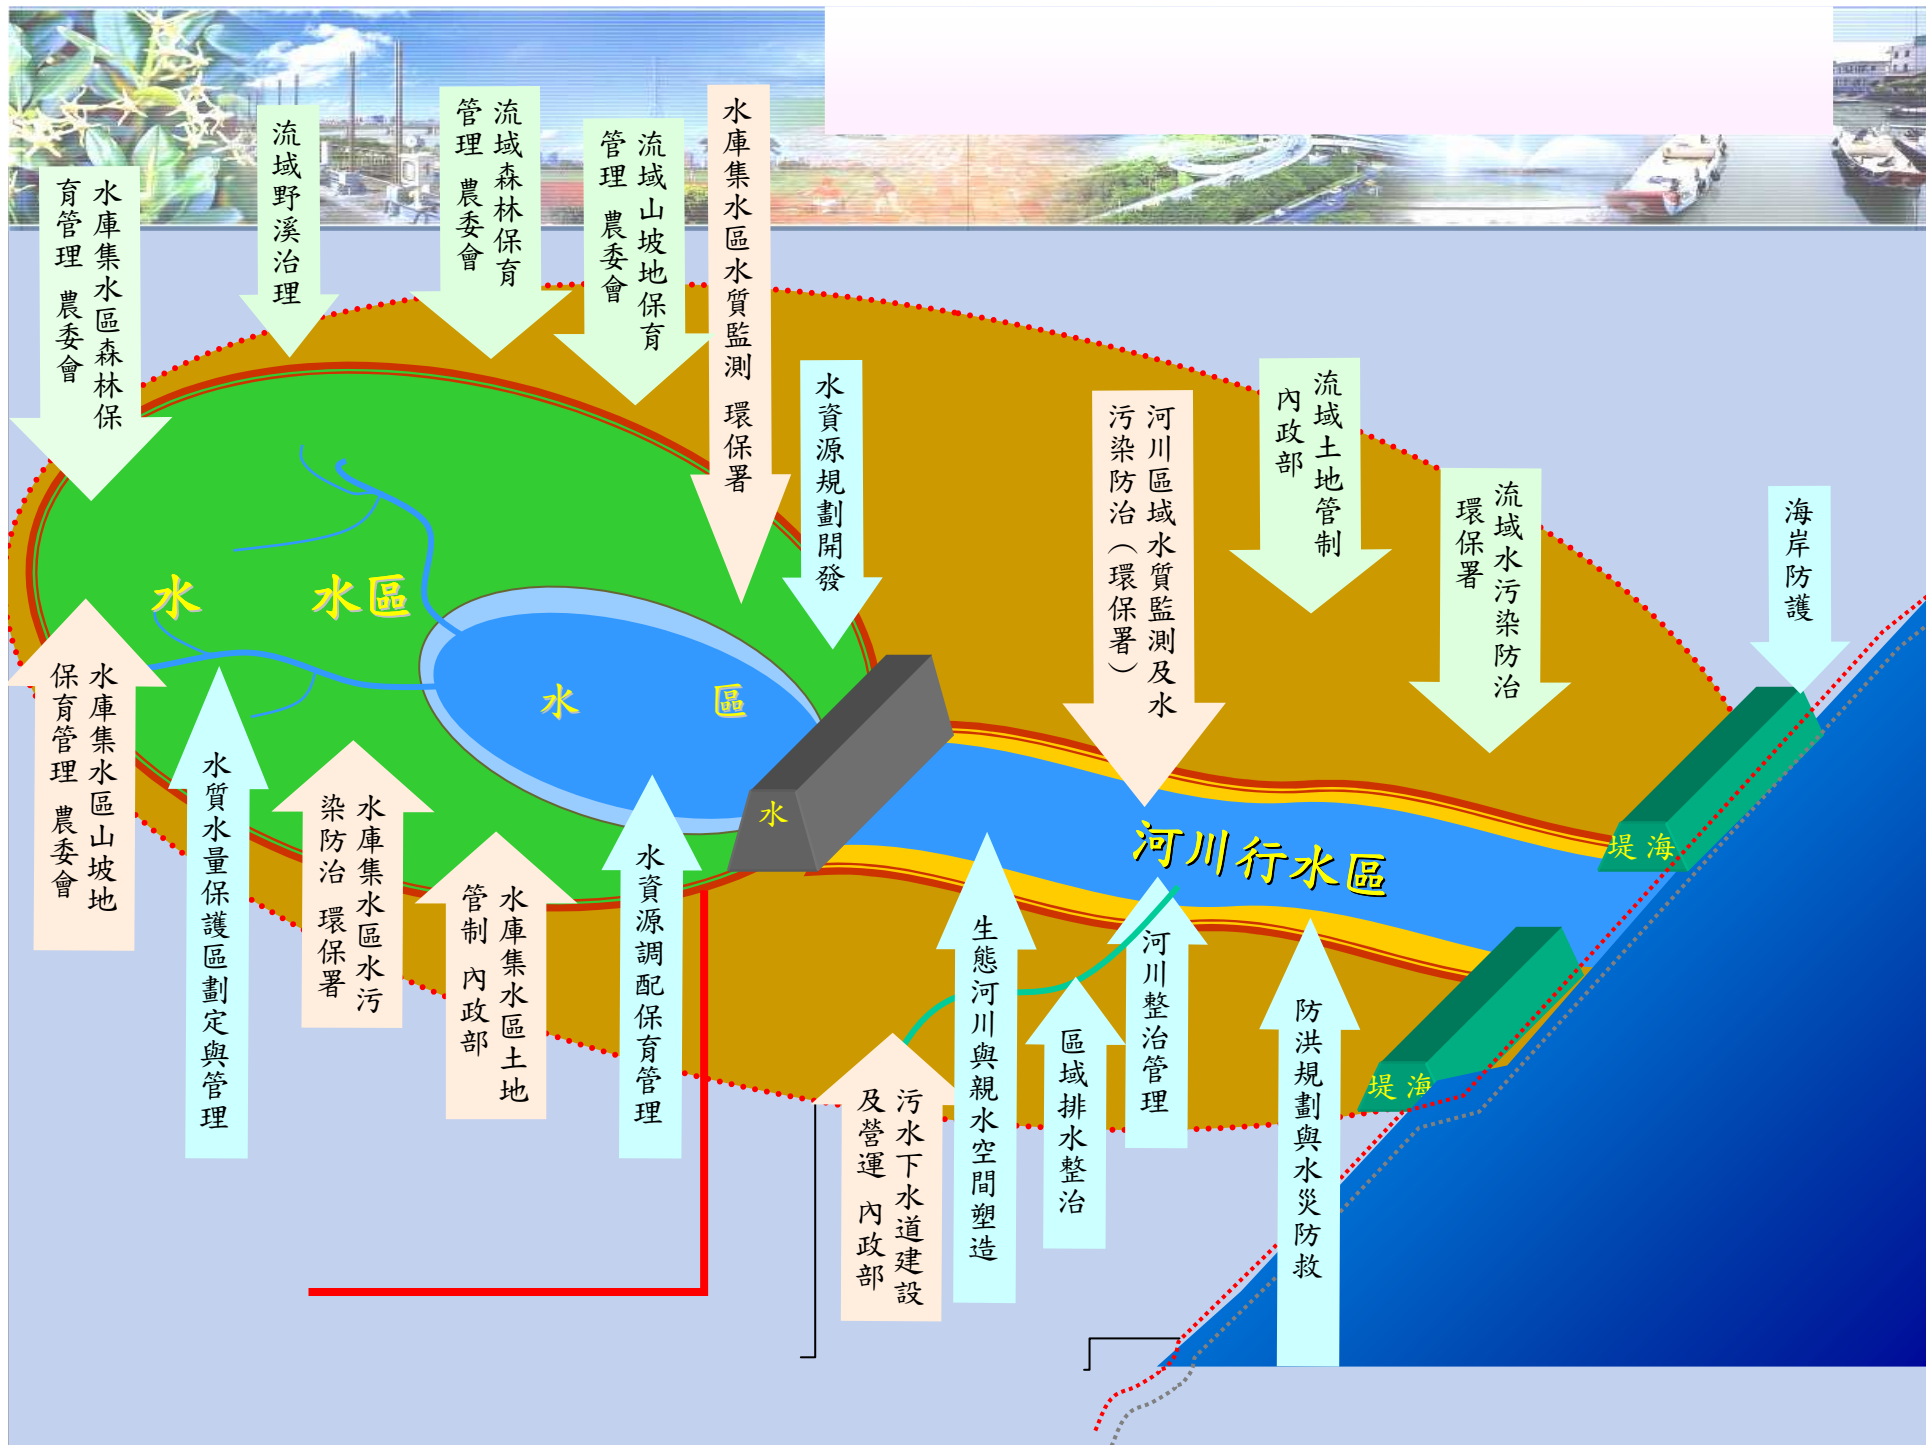 水庫集水區森林保
育管理 農委會
流域野溪治理
流域森林保育
管理 農委會
流域山坡地保育
管理 農委會
水庫集水區水質監測 環保署
水資源規劃開發
河川區域水質監測及水
污染防治（環保署）
流域土地管制
內政部
流域水污染防治
環保署
海岸防護
水 水區
水 區
水
河川行水區
堤海
堤海
水庫集水區山坡地
保育管理 農委會
水質水量保護區劃定與管理
水庫集水區水污
染防治 環保署
水庫集水區土地
管制 內政部
水資源調配保育管理
污水下水道建設
及營運 內政部
生態河川與親水空間塑造
區域排水整治
河川整治管理
防洪規劃與水災防救